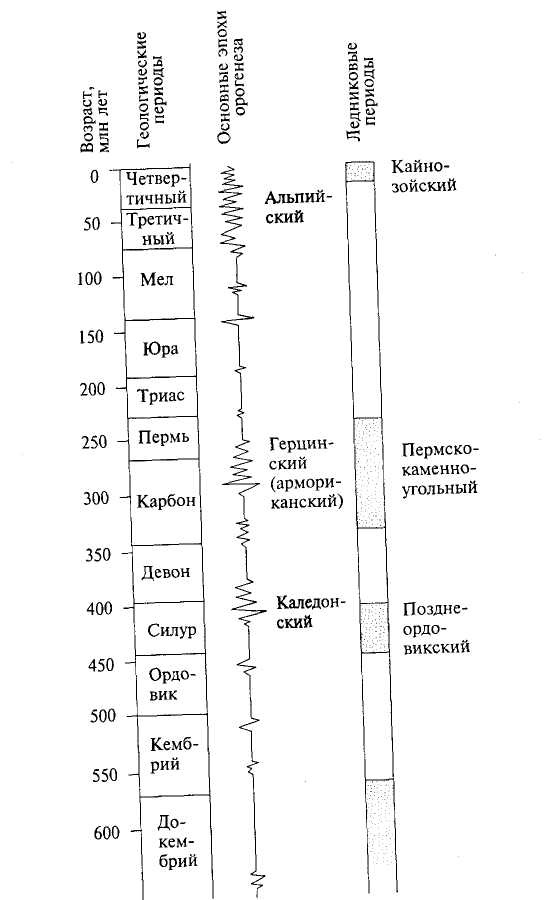 Возраст,
млн лет
Геологические
периоды
Основные эпохи
орогенеза
Ледниковые
периоды
0
50
100
150
200
250
300
350
400
450
500
550
600
Четвер-
тичный
Третич-
ный
Мел
Юра
Триас
Пермь
Карбон
Девон
Силур
Ордо-
вик
Кемб-
рий
До-
кем-
брий
Альпий-
ский
Герцин-
ский
(армори-
канский)
Каледон-
ский
Кайно-
зойский
Пермско-
каменно-
угольный
Поздне-
ордо-
викский